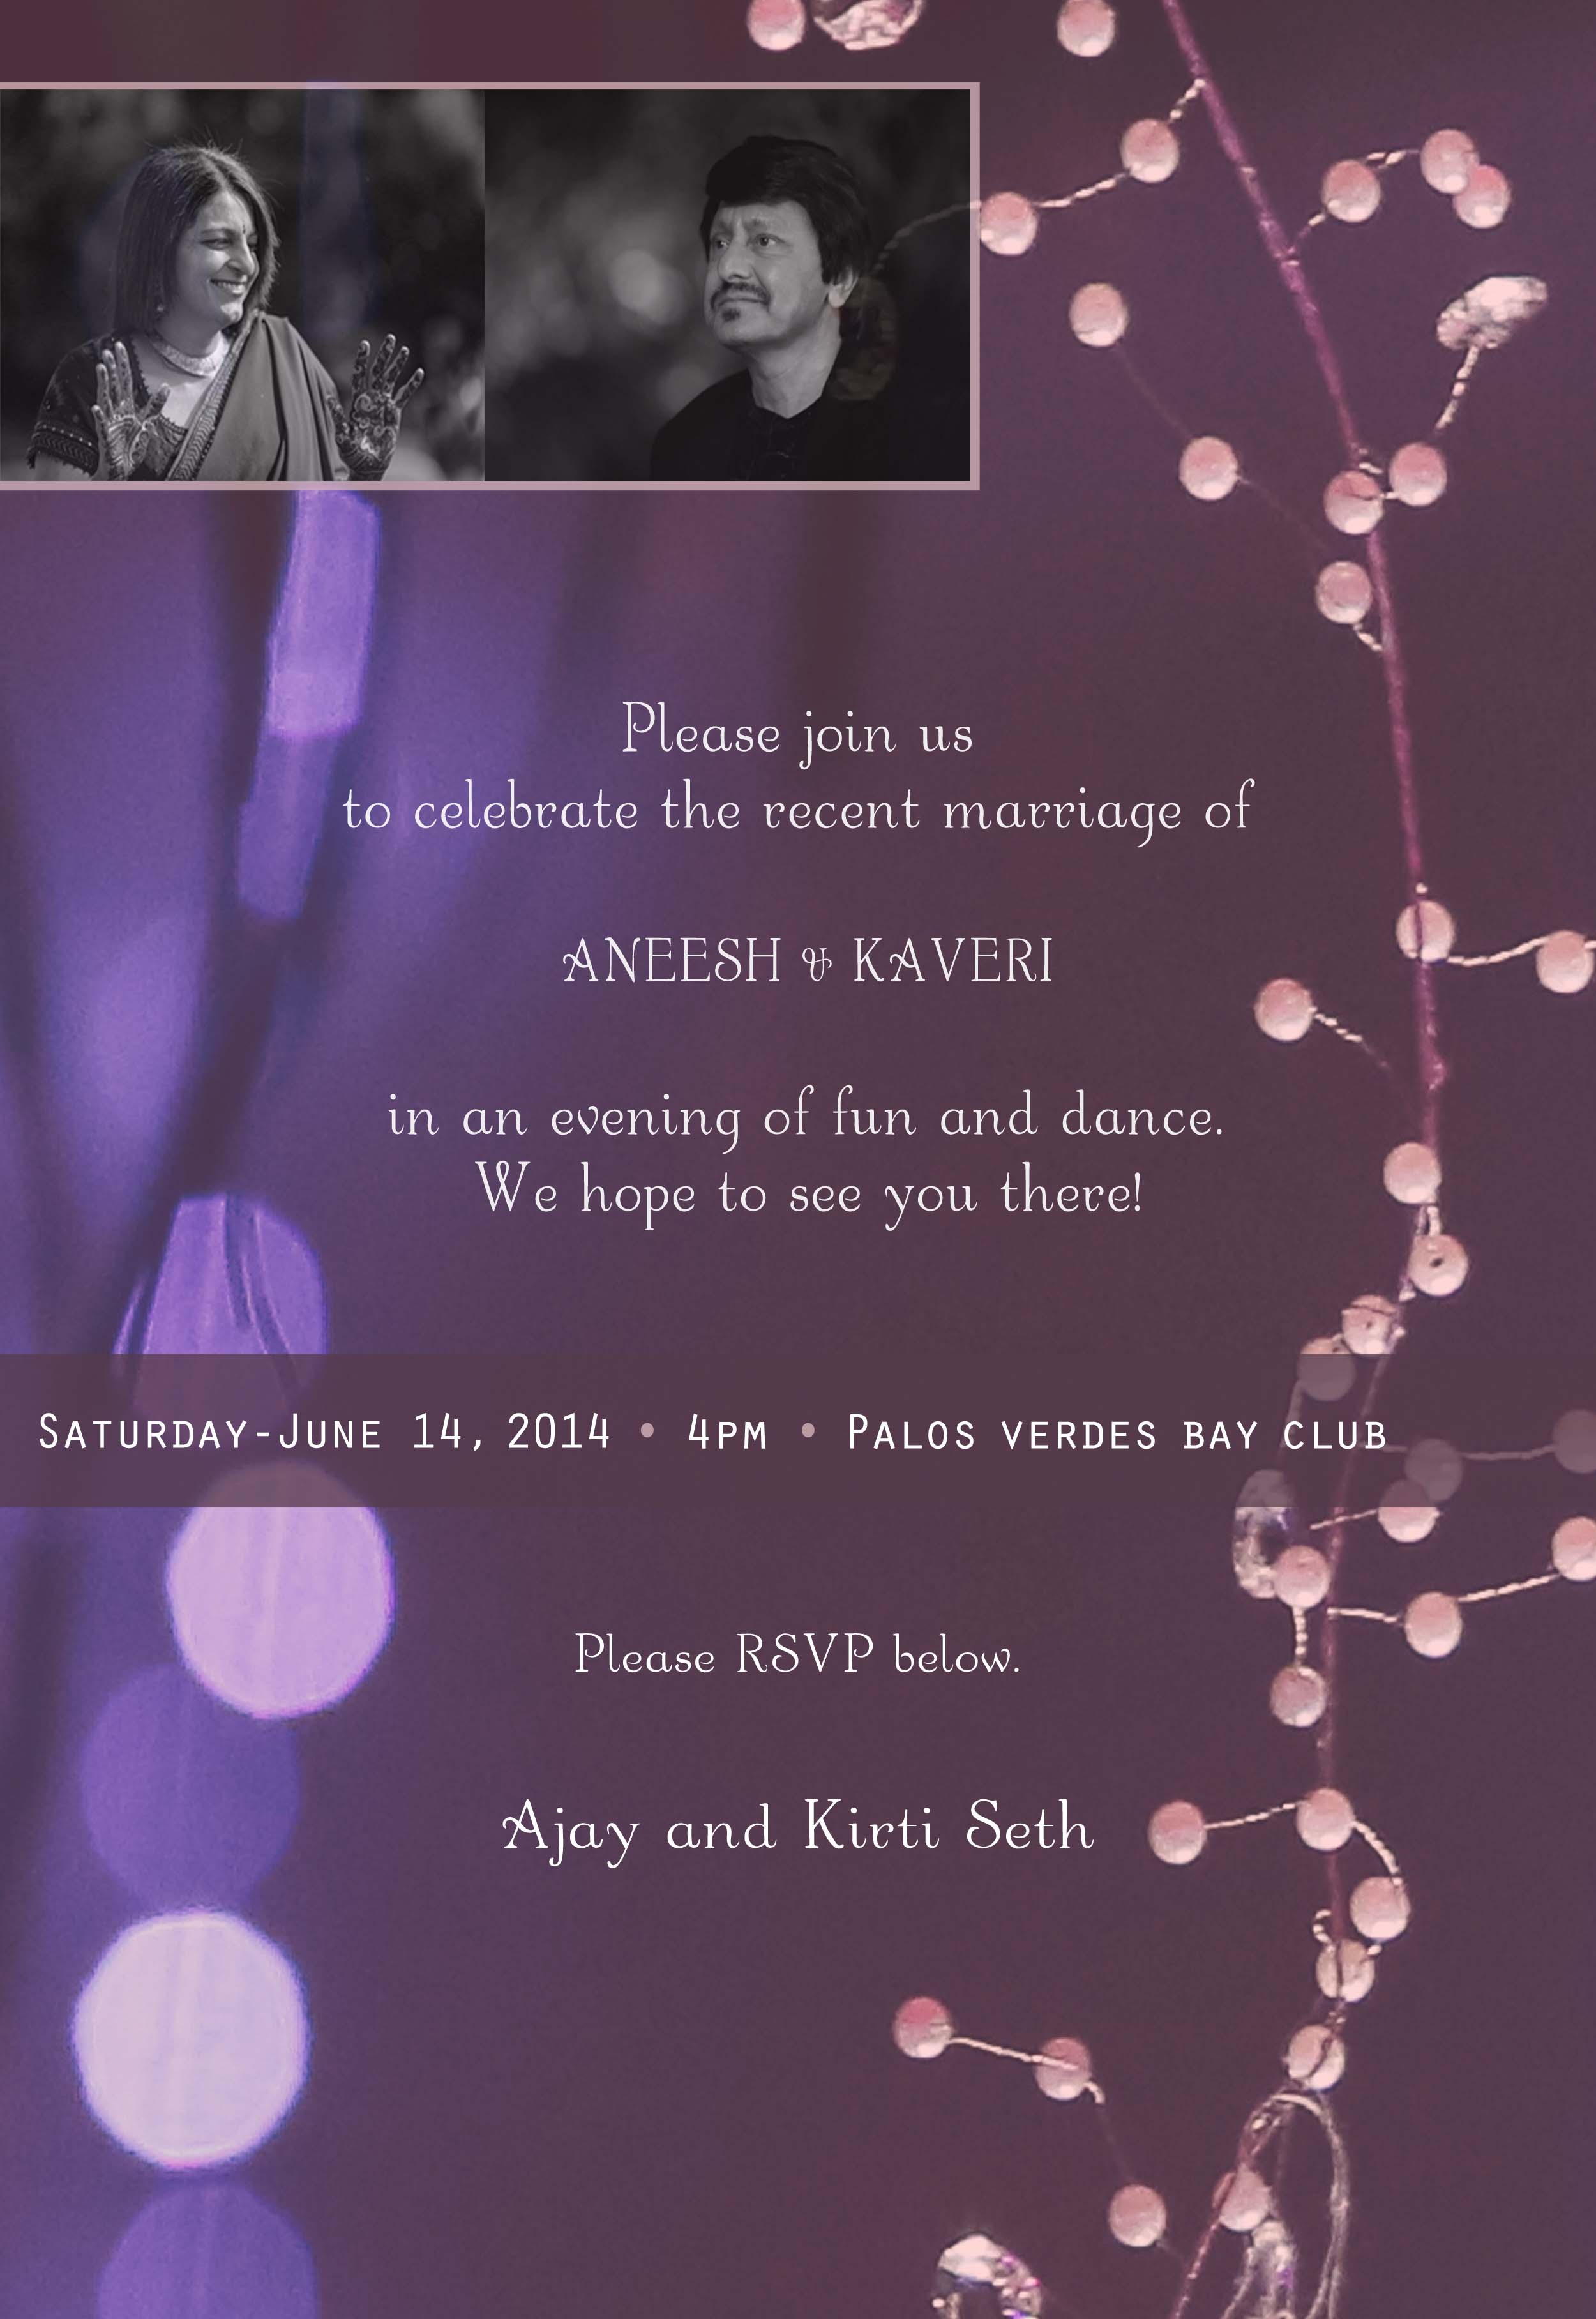 Please join us
to celebrate the recent marriage of
ANEESH & KAVERI
in an evening of fun and dance.
We hope to see you there!
Saturday-June 14, 2014 • 4pm • Palos verdes bay club
Please RSVP below.
Ajay and Kirti Seth